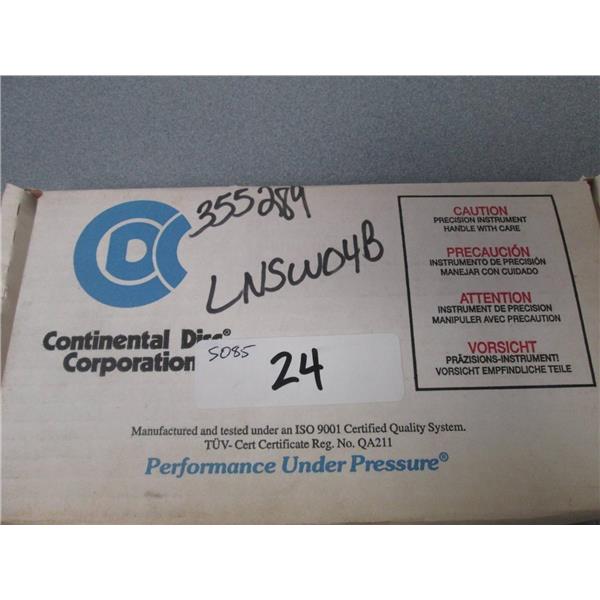 CDC
355289
LNSW04B
Continental Disc®
Corporation
S085
24
CAUTION
PRECISION INSTRUMENT
HANDLE WITH CARE
PRECAUCIÓN
INSTRUMENTO DE PRECISIÓN
MANEJAR CON CUIDADO
ATTENTION
INSTRUMENT DE PRECISION
MANIPULER AVEC PRECAUTION
VORSICHT
PRÄZISIONS-INSTRUMENT!
VORSICHT EMPFINDLICHE TEILE
Manufactured and tested under an ISO 9001 Certified Quality System.
TÜV- Cert Certificate Reg. No. QA211
Performance Under Pressure®